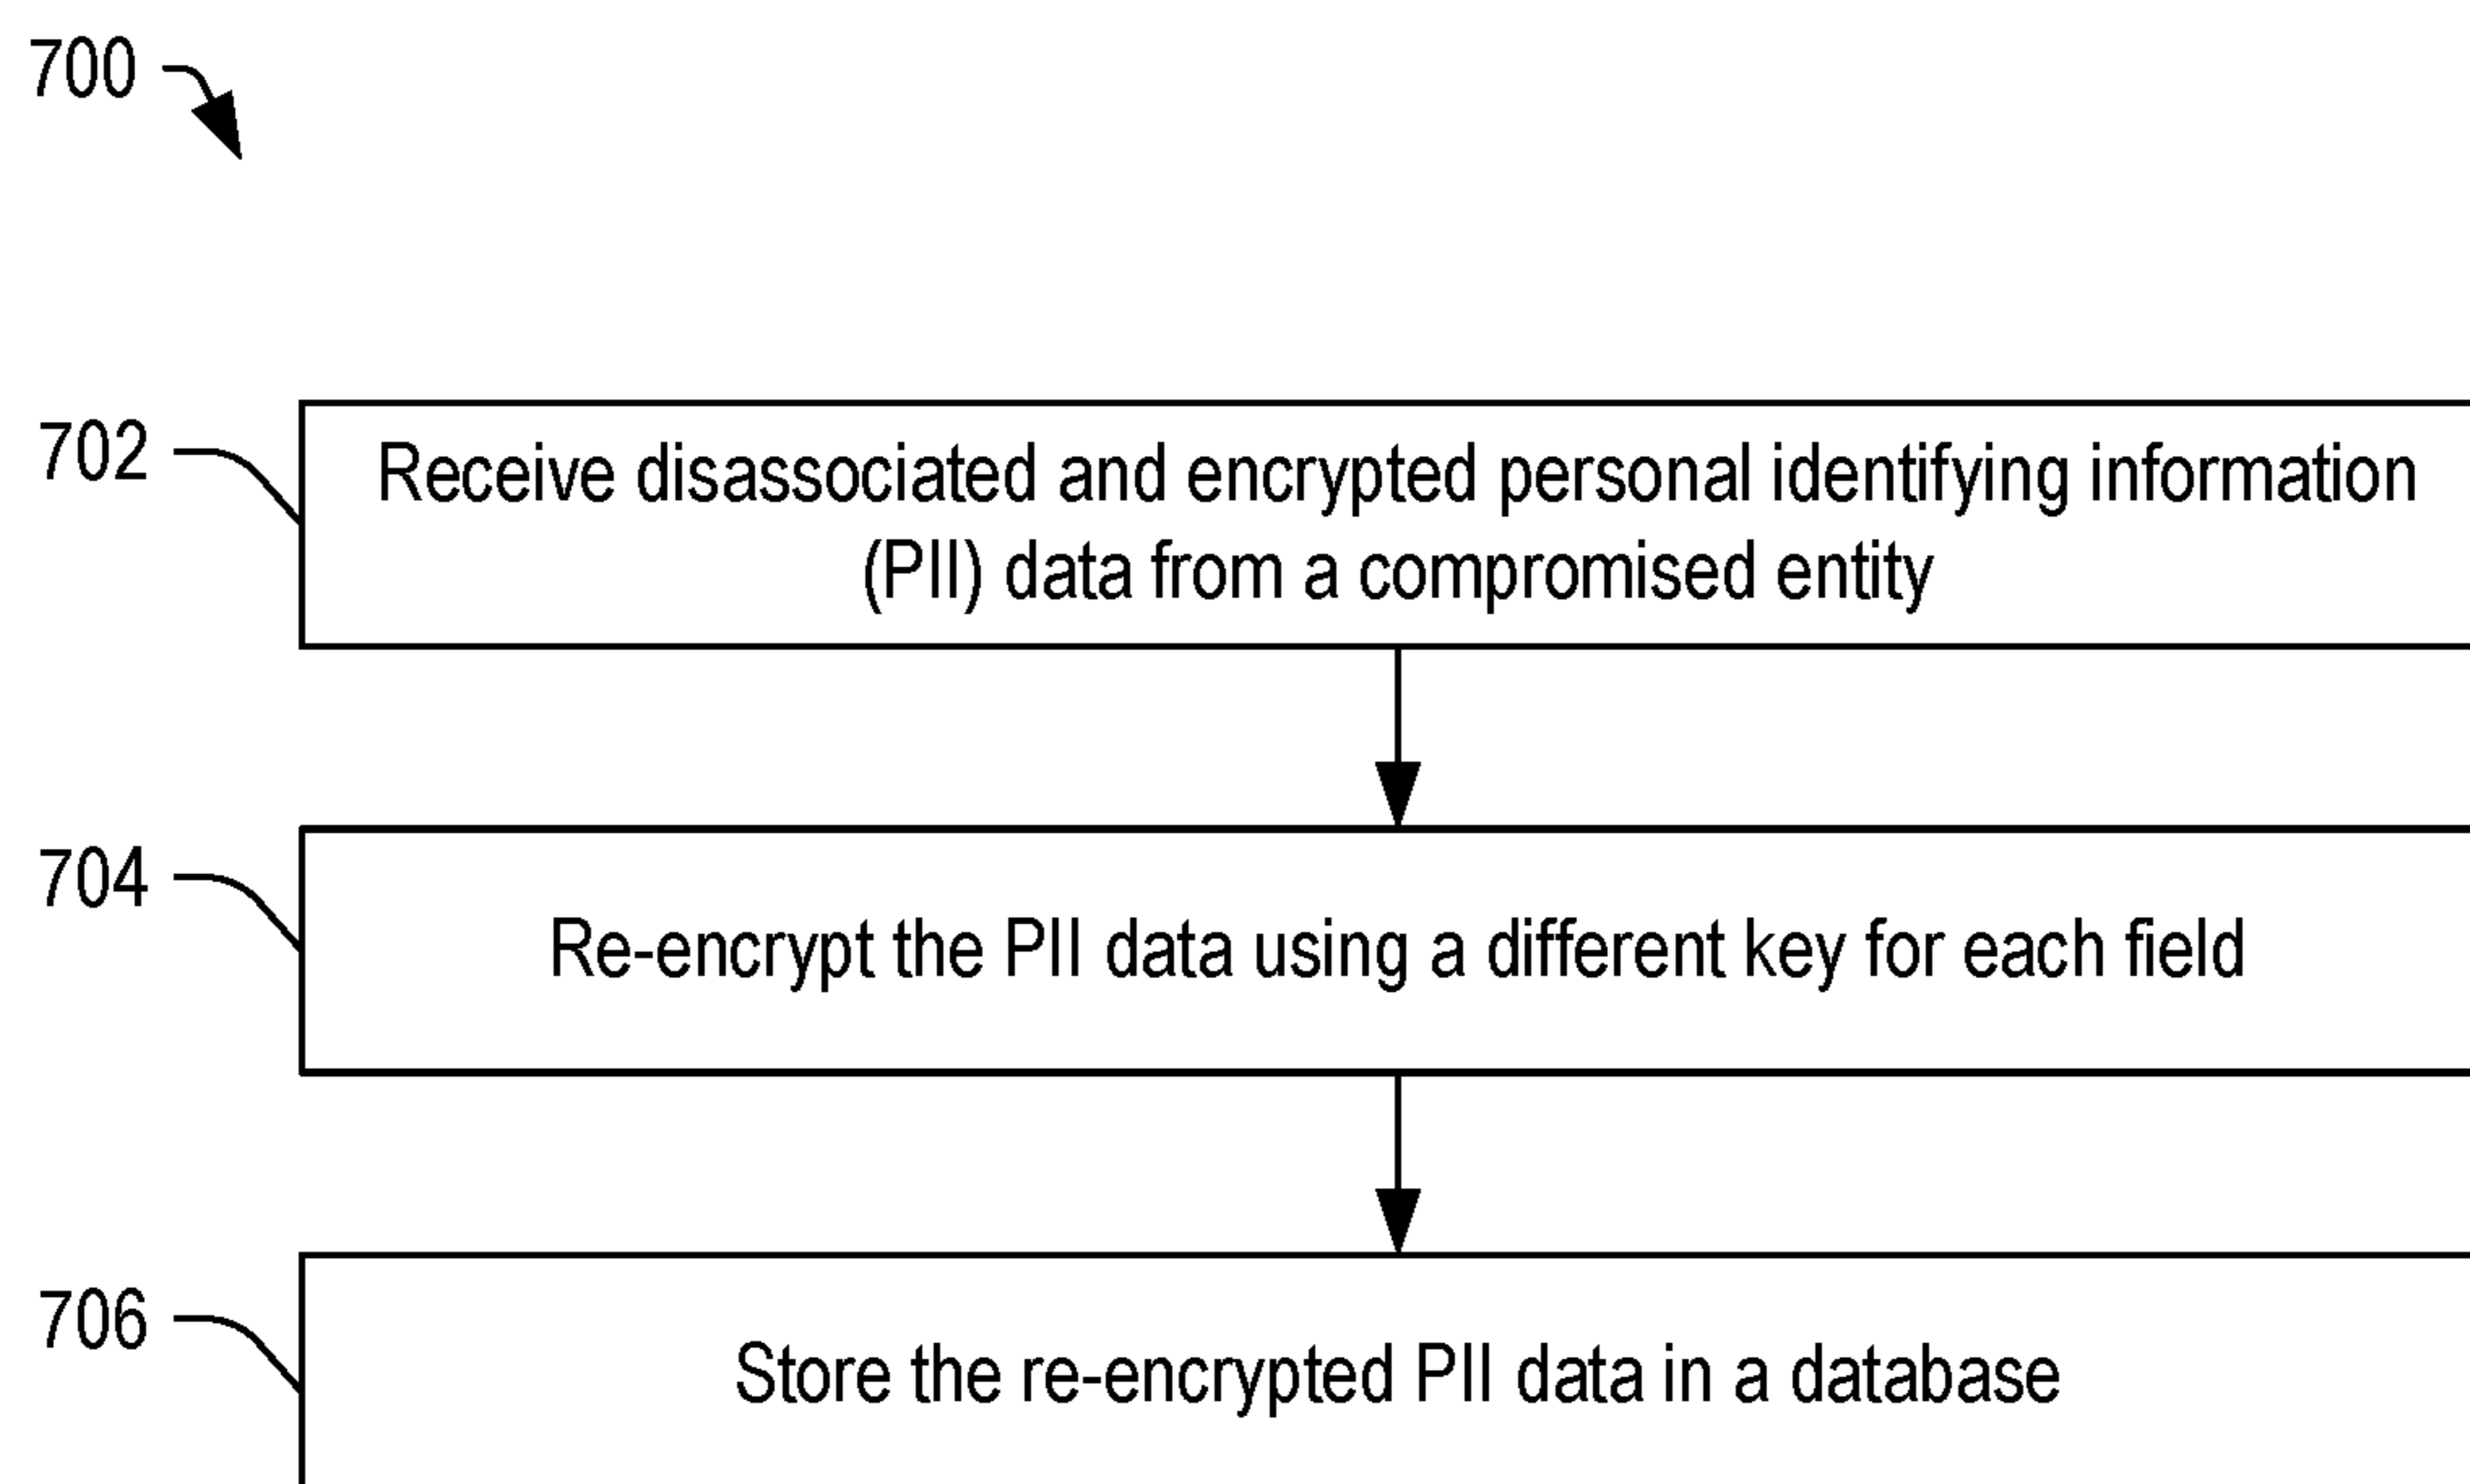 700
702
Receive disassociated and encrypted personal identifying information
(PII) data from a compromised entity
704
Re-encrypt the PII data using a different key for each field
706
Store the re-encrypted PII data in a database